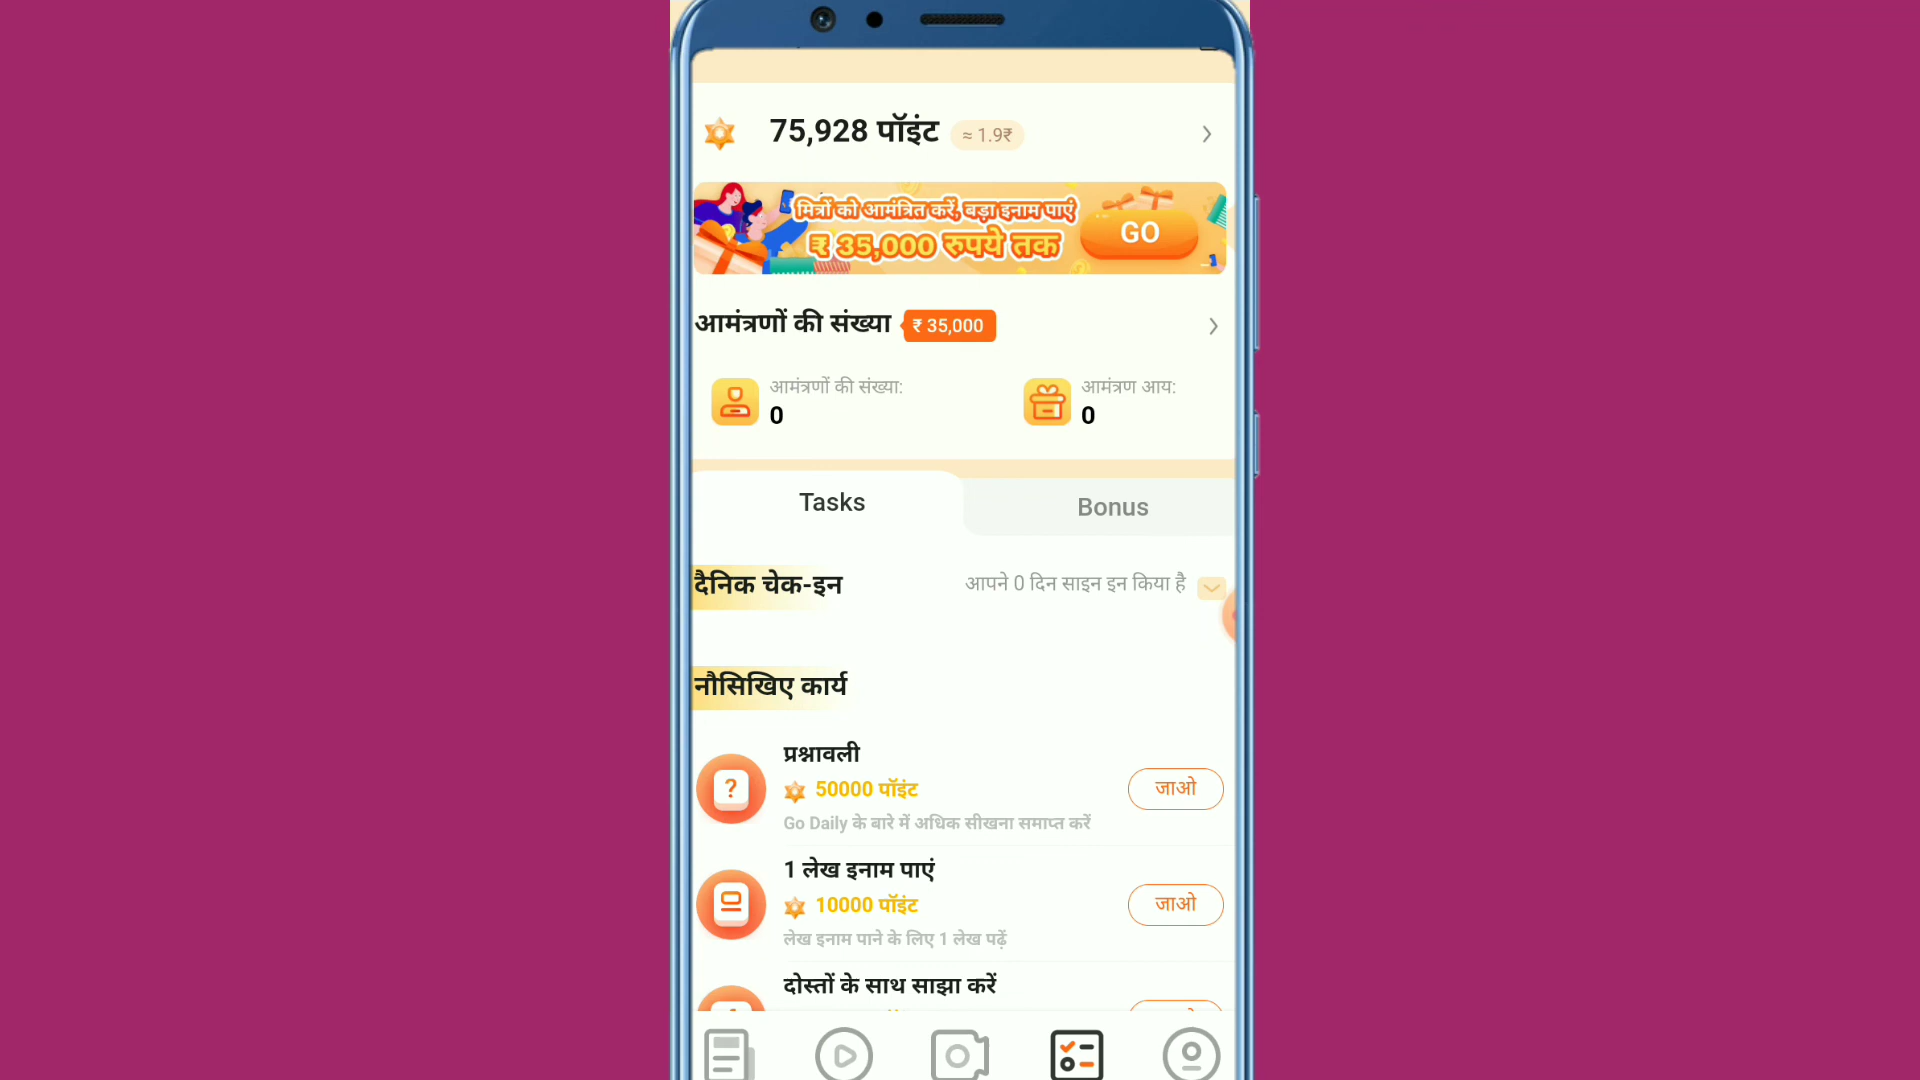 75,928 पॉइंट ≈ 1.9₹
मित्रों को आमंत्रित करें, बड़ा इनाम पाएं
₹ 35,000 रुपये तक
GO
आमंत्रणों की संख्या ₹ 35,000
आमंत्रणों की संख्या:
0
आमंत्रण आय:
0
Tasks
Bonus
दैनिक चेक-इन
आपने 0 दिन साइन इन किया है
नौसिखिए कार्य
प्रश्नावली
50000 पॉइंट
Go Daily के बारे में अधिक सीखना समाप्त करें
जाओ
1 लेख इनाम पाएं
10000 पॉइंट
लेख इनाम पाने के लिए 1 लेख पढ़ें
जाओ
दोस्तों के साथ साझा करें